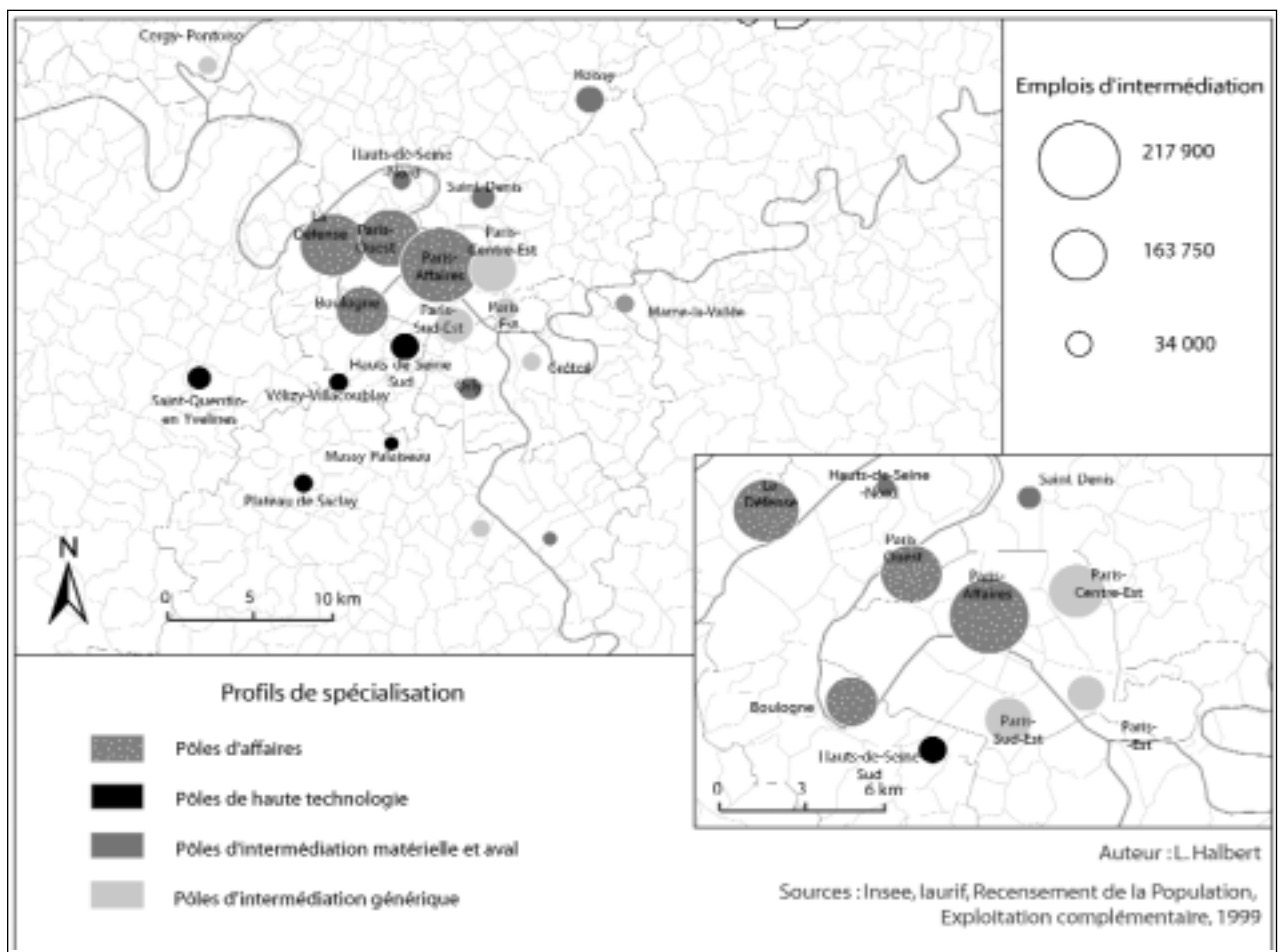 Cergy-Pontoise
Roissy
Hauts-de-Seine
-Nord
Saint Denis
La
Défense
Paris-
Ouest
Paris-
Centre-Est
Paris-
Affaires
Boulogne
Paris-
Sud-Est
Paris
Est
Marne-la-Vallée
Hauts de Seine
Sud
Créteil
Saint-Quentin-
en Yvelines
Vélizy-Villacoublay
Orly
Massy Palaiseau
Plateau de Saclay
N
0 5 10 km
Emplois d'intermédiation
217 900
163 750
34 000
La
Défense
Hauts-de-Seine
-Nord
Saint Denis
Paris
Ouest
Paris-
Affaires
Paris-
Centre-Est
Boulogne
Paris-
Sud-Est
Paris
-Est
Hauts-de-Seine
Sud
0 3 6 km
Profils de spécialisation
Pôles d'affaires
Pôles de haute technologie
Pôles d'intermédiation matérielle et aval
Pôles d'intermédiation générique
Auteur : L. Halbert
Sources : Insee, Iaurif, Recensement de la Population,
Exploitation complémentaire, 1999